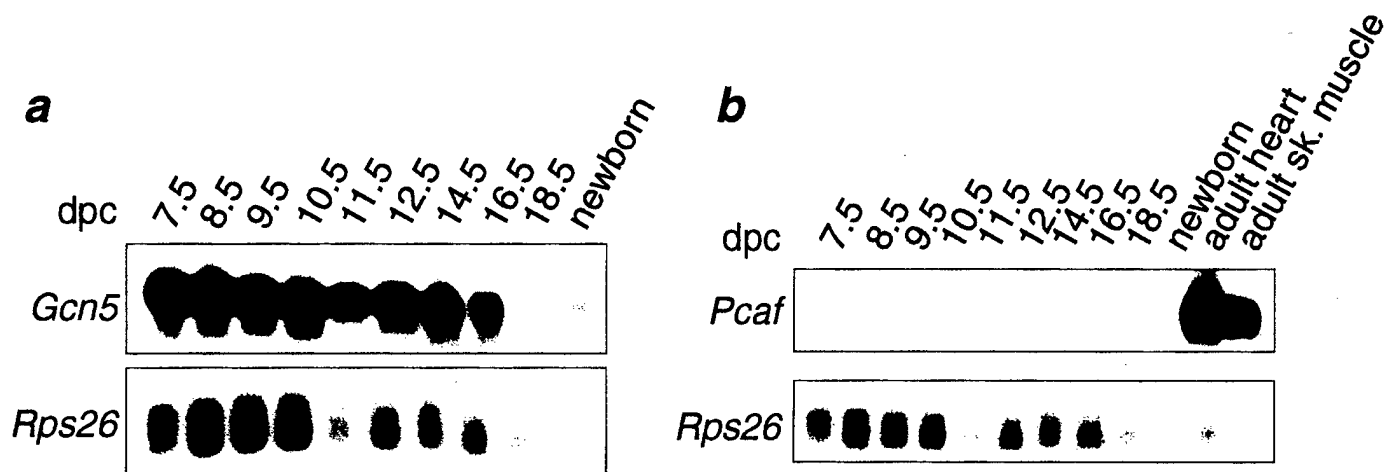 a
dpc 7.5 8.5 9.5 10.5 11.5 12.5 14.5 16.5 18.5 newborn
Gcn5
Rps26
b
dpc 7.5 8.5 9.5 10.5 11.5 12.5 14.5 16.5 18.5 newborn adult heart adult sk. muscle
Pcaf
Rps26